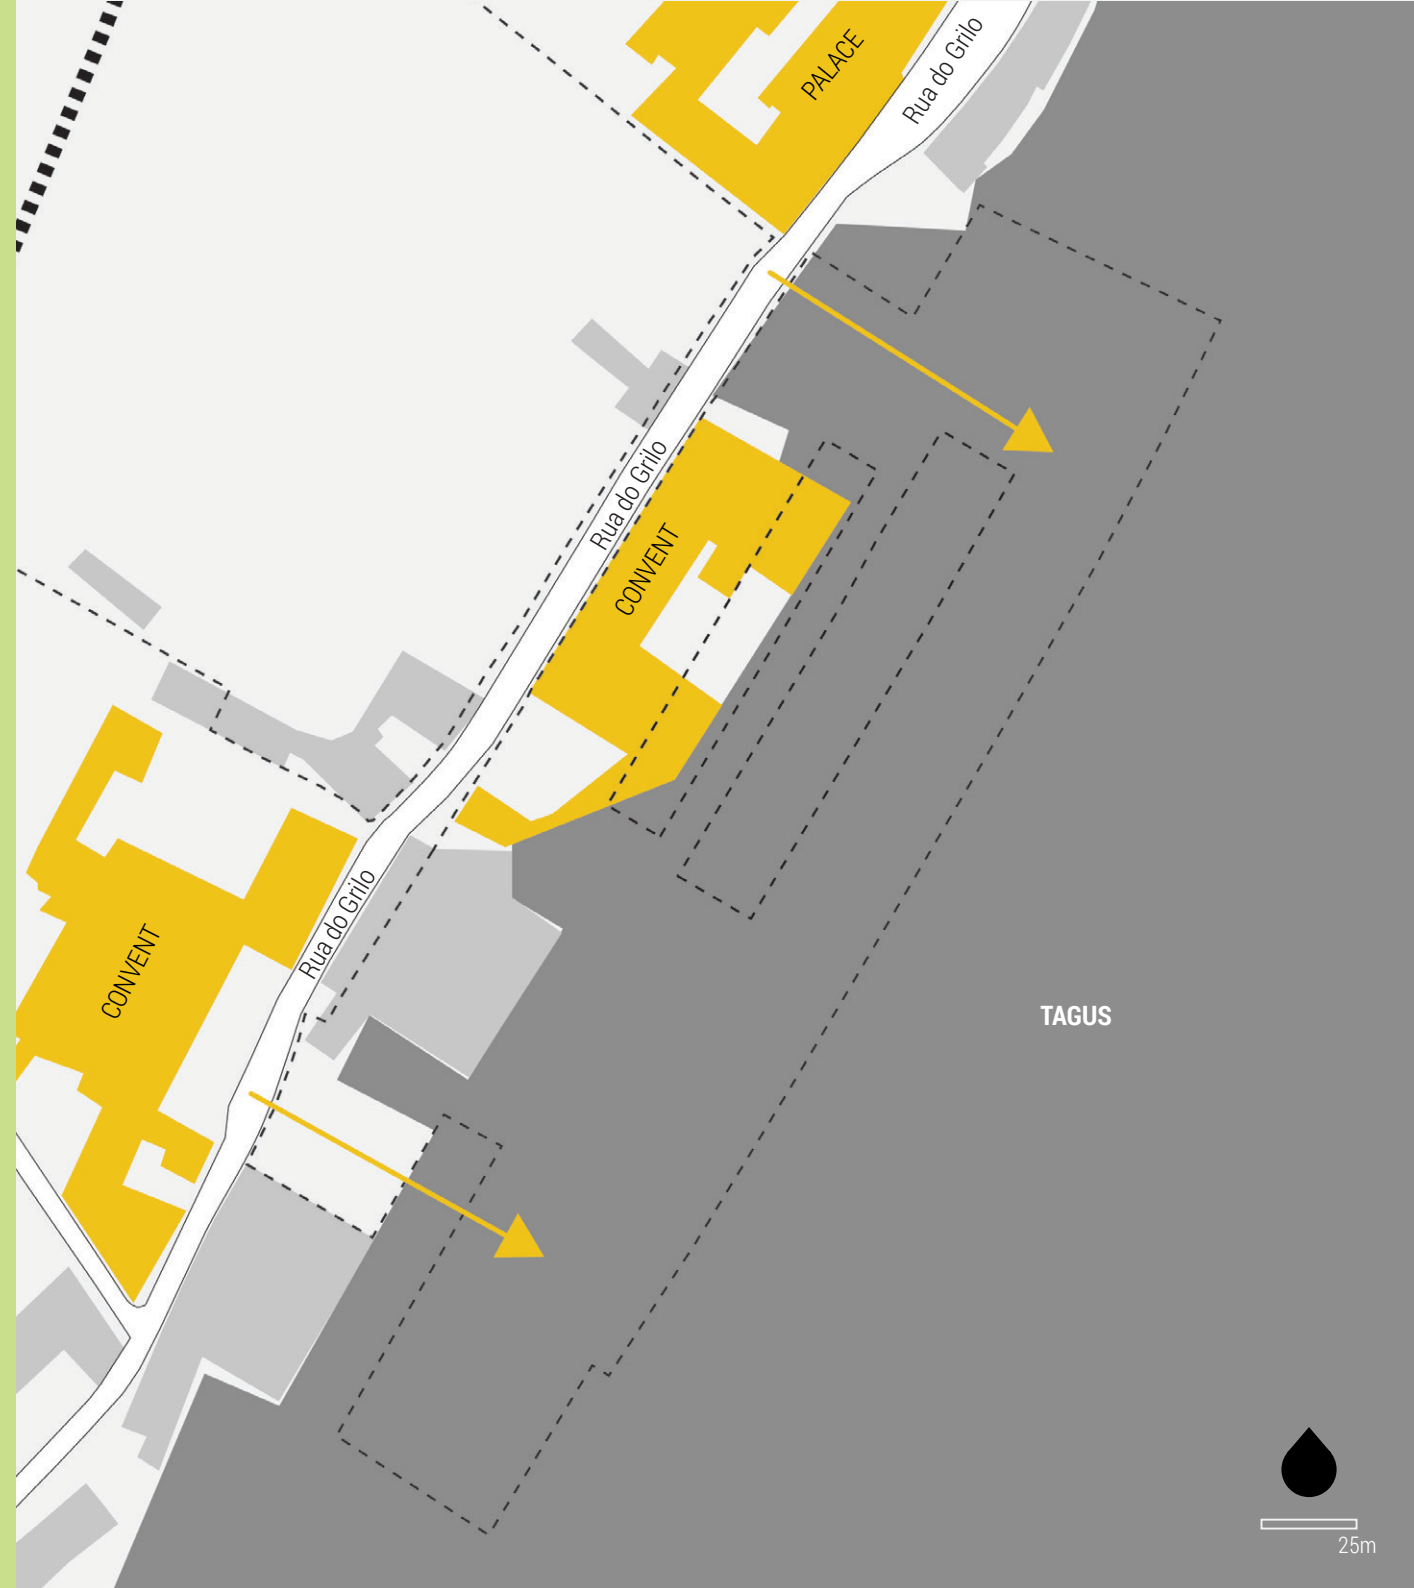 PALACE
Rua do Grilo
Rua do Grilo
CONVENT
Rua do Grilo
CONVENT
TAGUS
25m